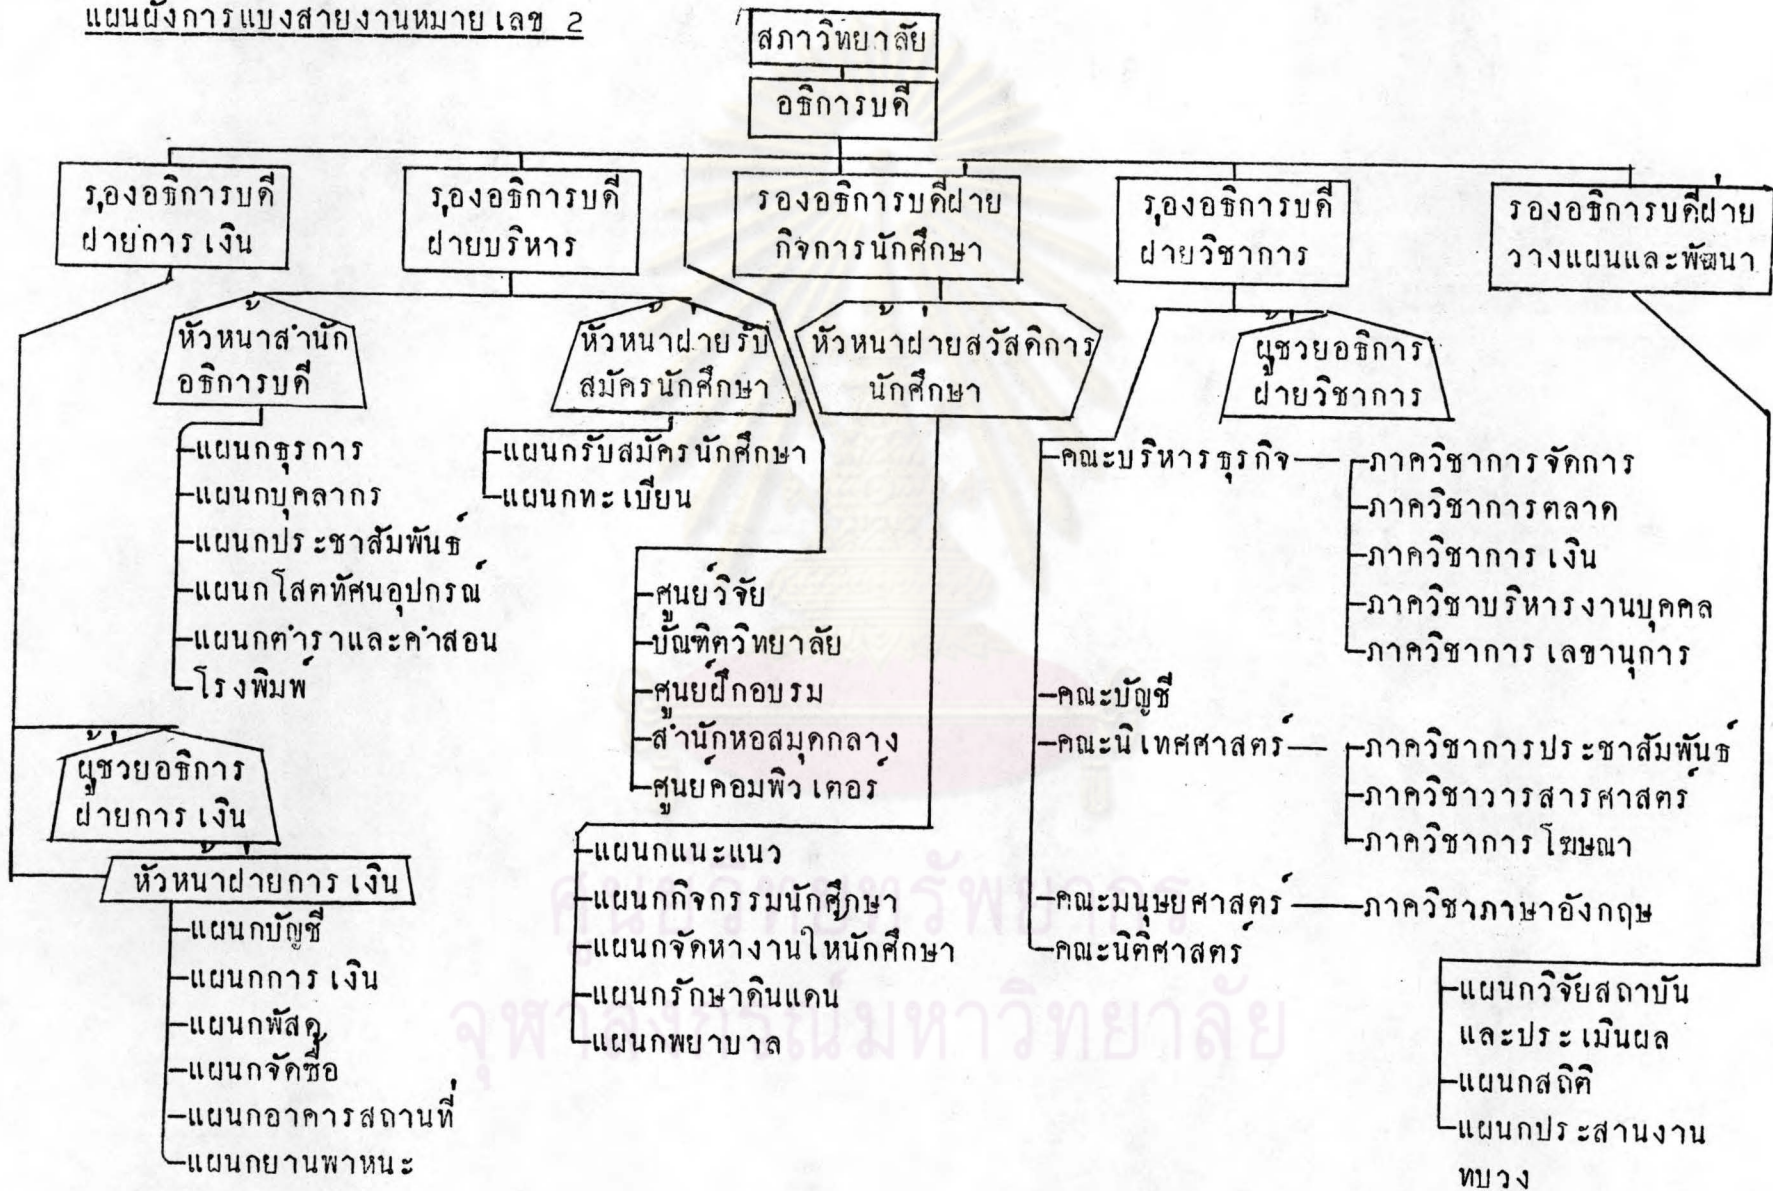 แผนผังการแบ่งสายงานหมายเลข 2
สภาวิทยาลัย
อธิการบดี
รองอธิการบดี
ฝ่ายการเงิน
รองอธิการบดี
ฝ่ายบริหาร
รองอธิการบดีฝ่าย
กิจการนักศึกษา
รองอธิการบดี
ฝ่ายวิชาการ
รองอธิการบดีฝ่าย
วางแผนและพัฒนา
หัวหน้าสำนัก
อธิการบดี
หัวหน้าฝ่ายรับ
สมัครนักศึกษา
หัวหน้าฝ่ายสวัสดิการ
นักศึกษา
ผู้ช่วยอธิการ
ฝ่ายวิชาการ
แผนกธุรการ
แผนกบุคลากร
แผนกประชาสัมพันธ์
แผนกโสตทัศนอุปกรณ์
แผนกตำราและคำสอน
โรงพิมพ์
แผนกรับสมัครนักศึกษา
แผนกทะเบียน
ศูนย์วิจัย
บัณฑิตวิทยาลัย
ศูนย์ฝึกอบรม
สำนักหอสมุดกลาง
ศูนย์คอมพิวเตอร์
คณะบริหารธุรกิจ
ภาควิชาการจัดการ
ภาควิชาการตลาด
ภาควิชาการเงิน
ภาควิชาบริหารงานบุคคล
ภาควิชาการเลขานุการ
คณะบัญชี
คณะนิเทศศาสตร์
ภาควิชาการประชาสัมพันธ์
ภาควิชาวารสารศาสตร์
ภาควิชาการโฆษณา
คณะมนุษยศาสตร์
ภาควิชาภาษาอังกฤษ
คณะนิติศาสตร์
ผู้ช่วยอธิการ
ฝ่ายการเงิน
หัวหน้าฝ่ายการเงิน
แผนกบัญชี
แผนกการเงิน
แผนกพัสดุ
แผนกจัดซื้อ
แผนกอาคารสถานที่
แผนกยานพาหนะ
แผนกแนะแนว
แผนกกิจกรรมนักศึกษา
แผนกจัดหางานให้นักศึกษา
แผนกรักษาดินแดน
แผนกพยาบาล
แผนกวิจัยสถาบัน
และประเมินผล
แผนกสถิติ
แผนกประสานงาน
ทบวง
ศูนย์วิทยทรัพยากร
จุฬาลงกรณ์มหาวิทยาลัย